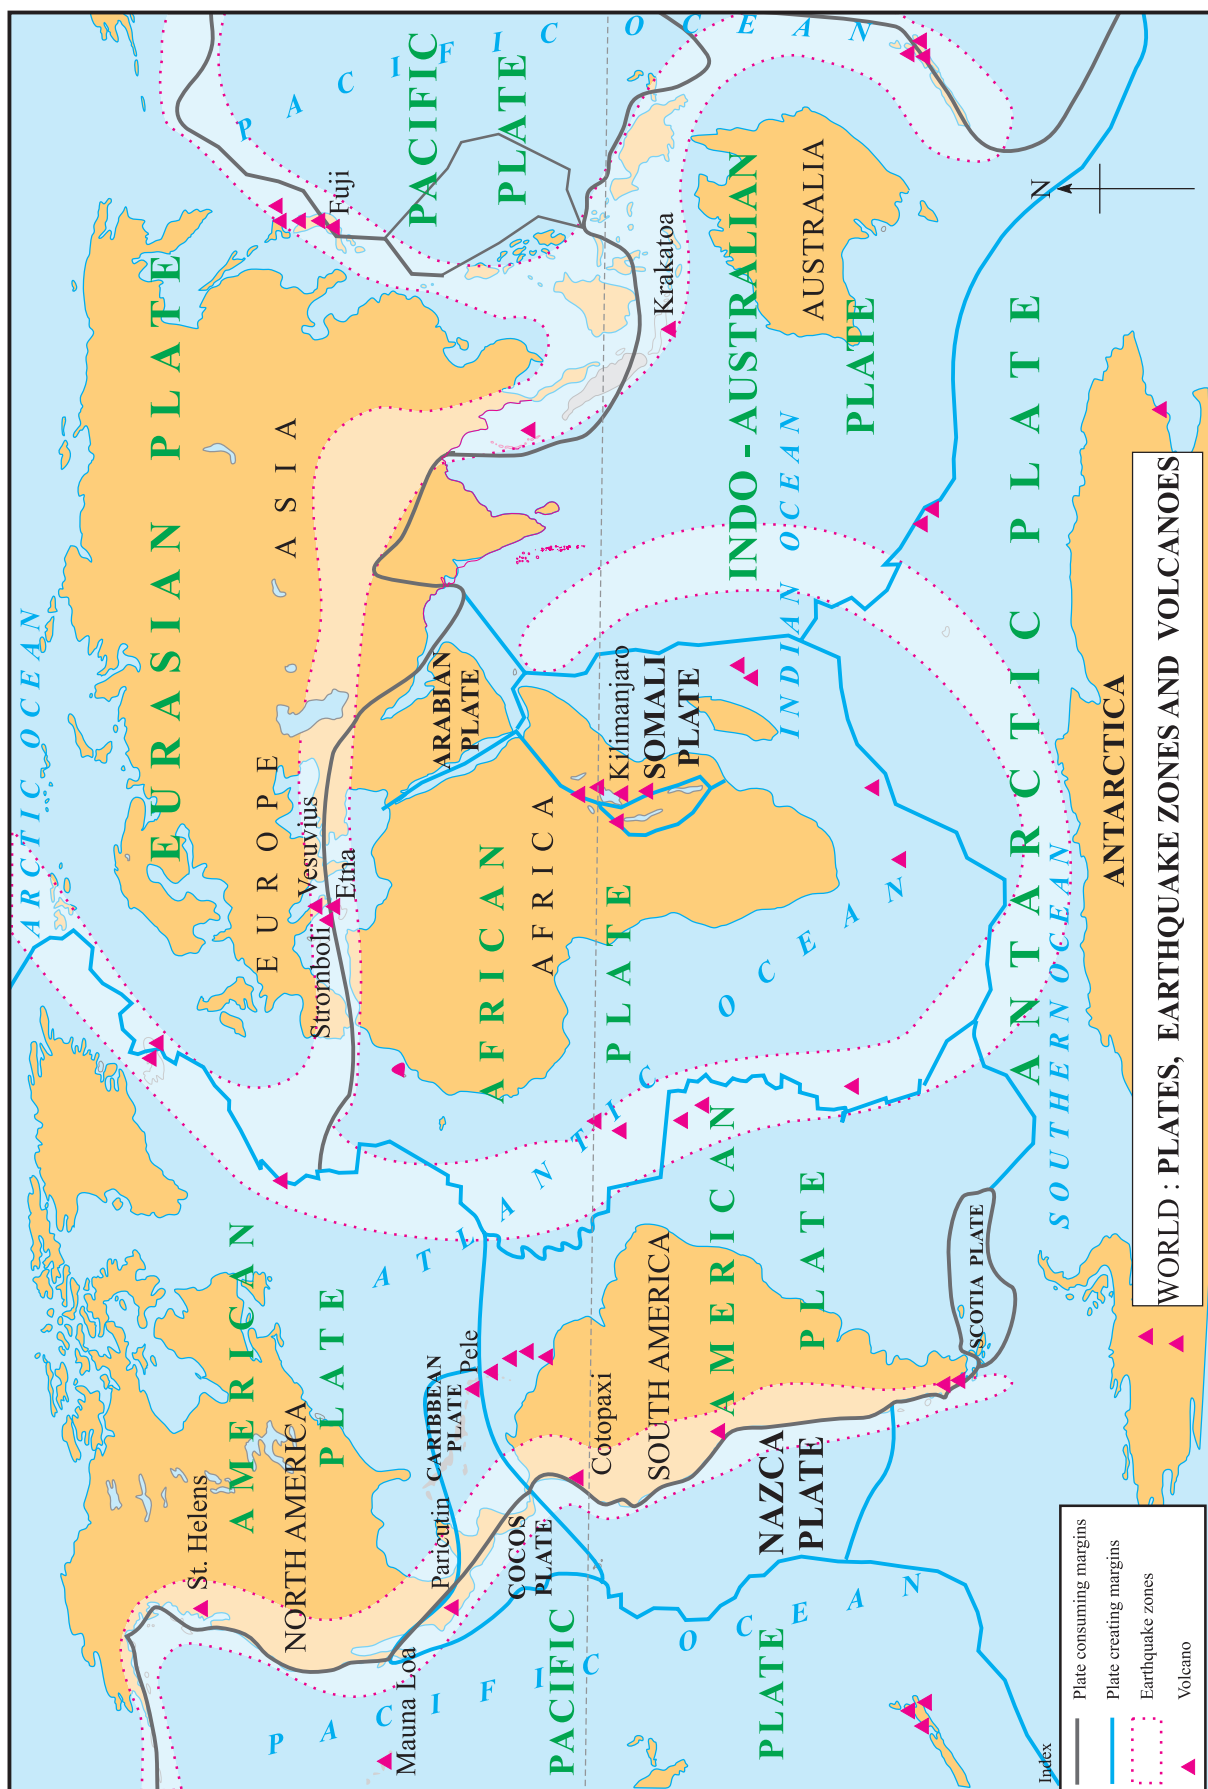 WORLD : PLATES, EARTHQUAKE ZONES AND VOLCANOES
ARCTIC OCEAN
EURASIAN PLATE
EUROPE
ASIA
Vesuvius
Stromboli
Etna
Fuji
PACIFIC OCEAN
PACIFIC
PLATE
ARABIAN
PLATE
AFRICAN
PLATE
AFRICA
Kilimanjaro
SOMALI
PLATE
Krakatoa
INDO - AUSTRALIAN
PLATE
INDIAN OCEAN
AUSTRALIA
N
AMERICAN
PLATE
NORTH AMERICA
St. Helens
ATLANTIC OCEAN
CARIBBEAN
PLATE
Pele
Paricutin
Mauna Loa
COCOS
PLATE
PACIFIC
PLATE
PACIFIC OCEAN
Cotopaxi
SOUTH AMERICA
AMERICAN
PLATE
NAZCA
PLATE
SCOTIA PLATE
ANTARCTIC PLATE
SOUTHERN OCEAN
ANTARCTICA
Index
Plate consuming margins
Plate creating margins
Earthquake zones
Volcano